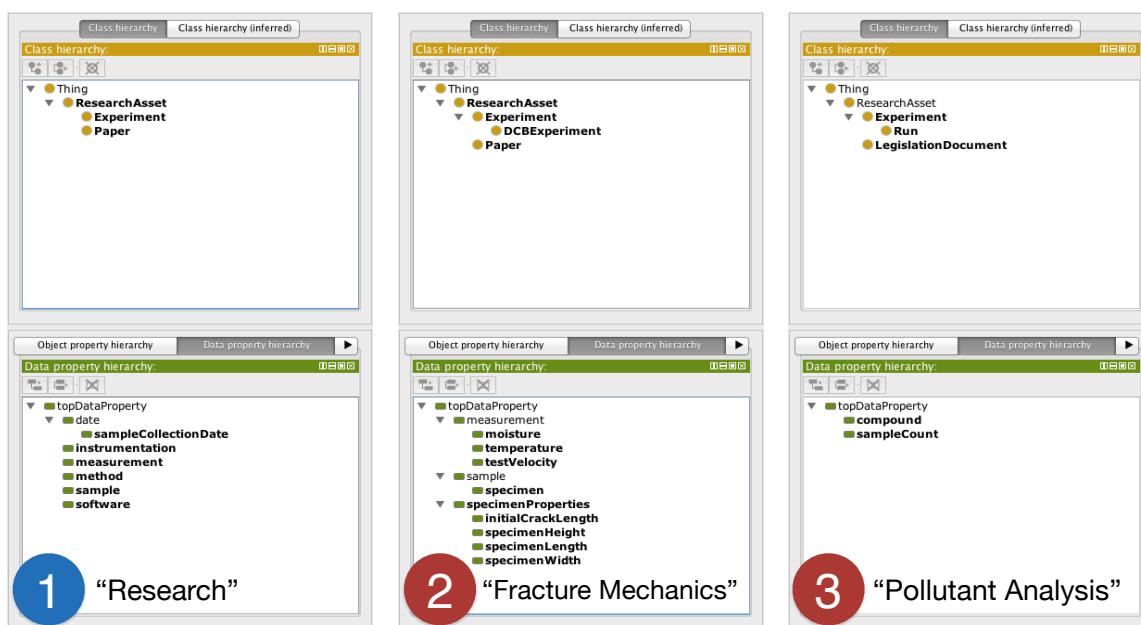 Class hierarchy Class hierarchy (inferred)
Class hierarchy:
Thing
ResearchAsset
Experiment
Paper
Object property hierarchy Data property hierarchy
Data property hierarchy:
topDataProperty
date
sampleCollectionDate
instrumentation
measurement
method
sample
software
1 “Research”
Class hierarchy Class hierarchy (inferred)
Class hierarchy:
Thing
ResearchAsset
Experiment
DCBExperiment
Paper
Object property hierarchy Data property hierarchy
Data property hierarchy:
topDataProperty
measurement
moisture
temperature
testVelocity
sample
specimen
specimenProperties
initialCrackLength
specimenHeight
specimenLength
specimenWidth
2 “Fracture Mechanics”
Class hierarchy Class hierarchy (inferred)
Class hierarchy:
Thing
ResearchAsset
Experiment
Run
LegislationDocument
Object property hierarchy Data property hierarchy
Data property hierarchy:
topDataProperty
compound
sampleCount
3 “Pollutant Analysis”